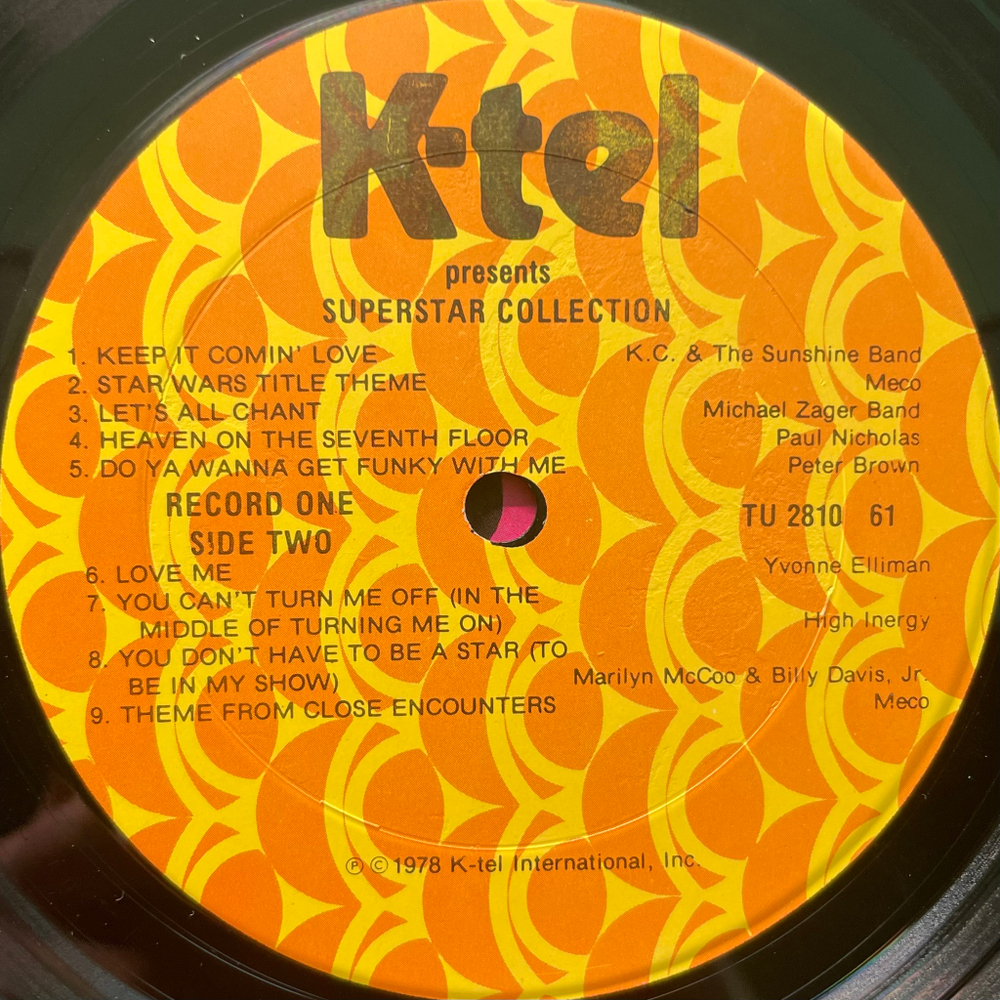 K-tel
presents
SUPERSTAR COLLECTION
1. KEEP IT COMIN' LOVE K.C. & The Sunshine Band
2. STAR WARS TITLE THEME Meco
3. LET'S ALL CHANT Michael Zager Band
4. HEAVEN ON THE SEVENTH FLOOR Paul Nicholas
5. DO YA WANNA GET FUNKY WITH ME Peter Brown
RECORD ONE TU 2810 61
SIDE TWO
6. LOVE ME Yvonne Elliman
7. YOU CAN'T TURN ME OFF (IN THE
MIDDLE OF TURNING ME ON) High Inergy
8. YOU DON'T HAVE TO BE A STAR (TO
BE IN MY SHOW) Marilyn McCoo & Billy Davis, Jr.
9. THEME FROM CLOSE ENCOUNTERS Meco
Ⓟ ©1978 K-tel International, Inc.